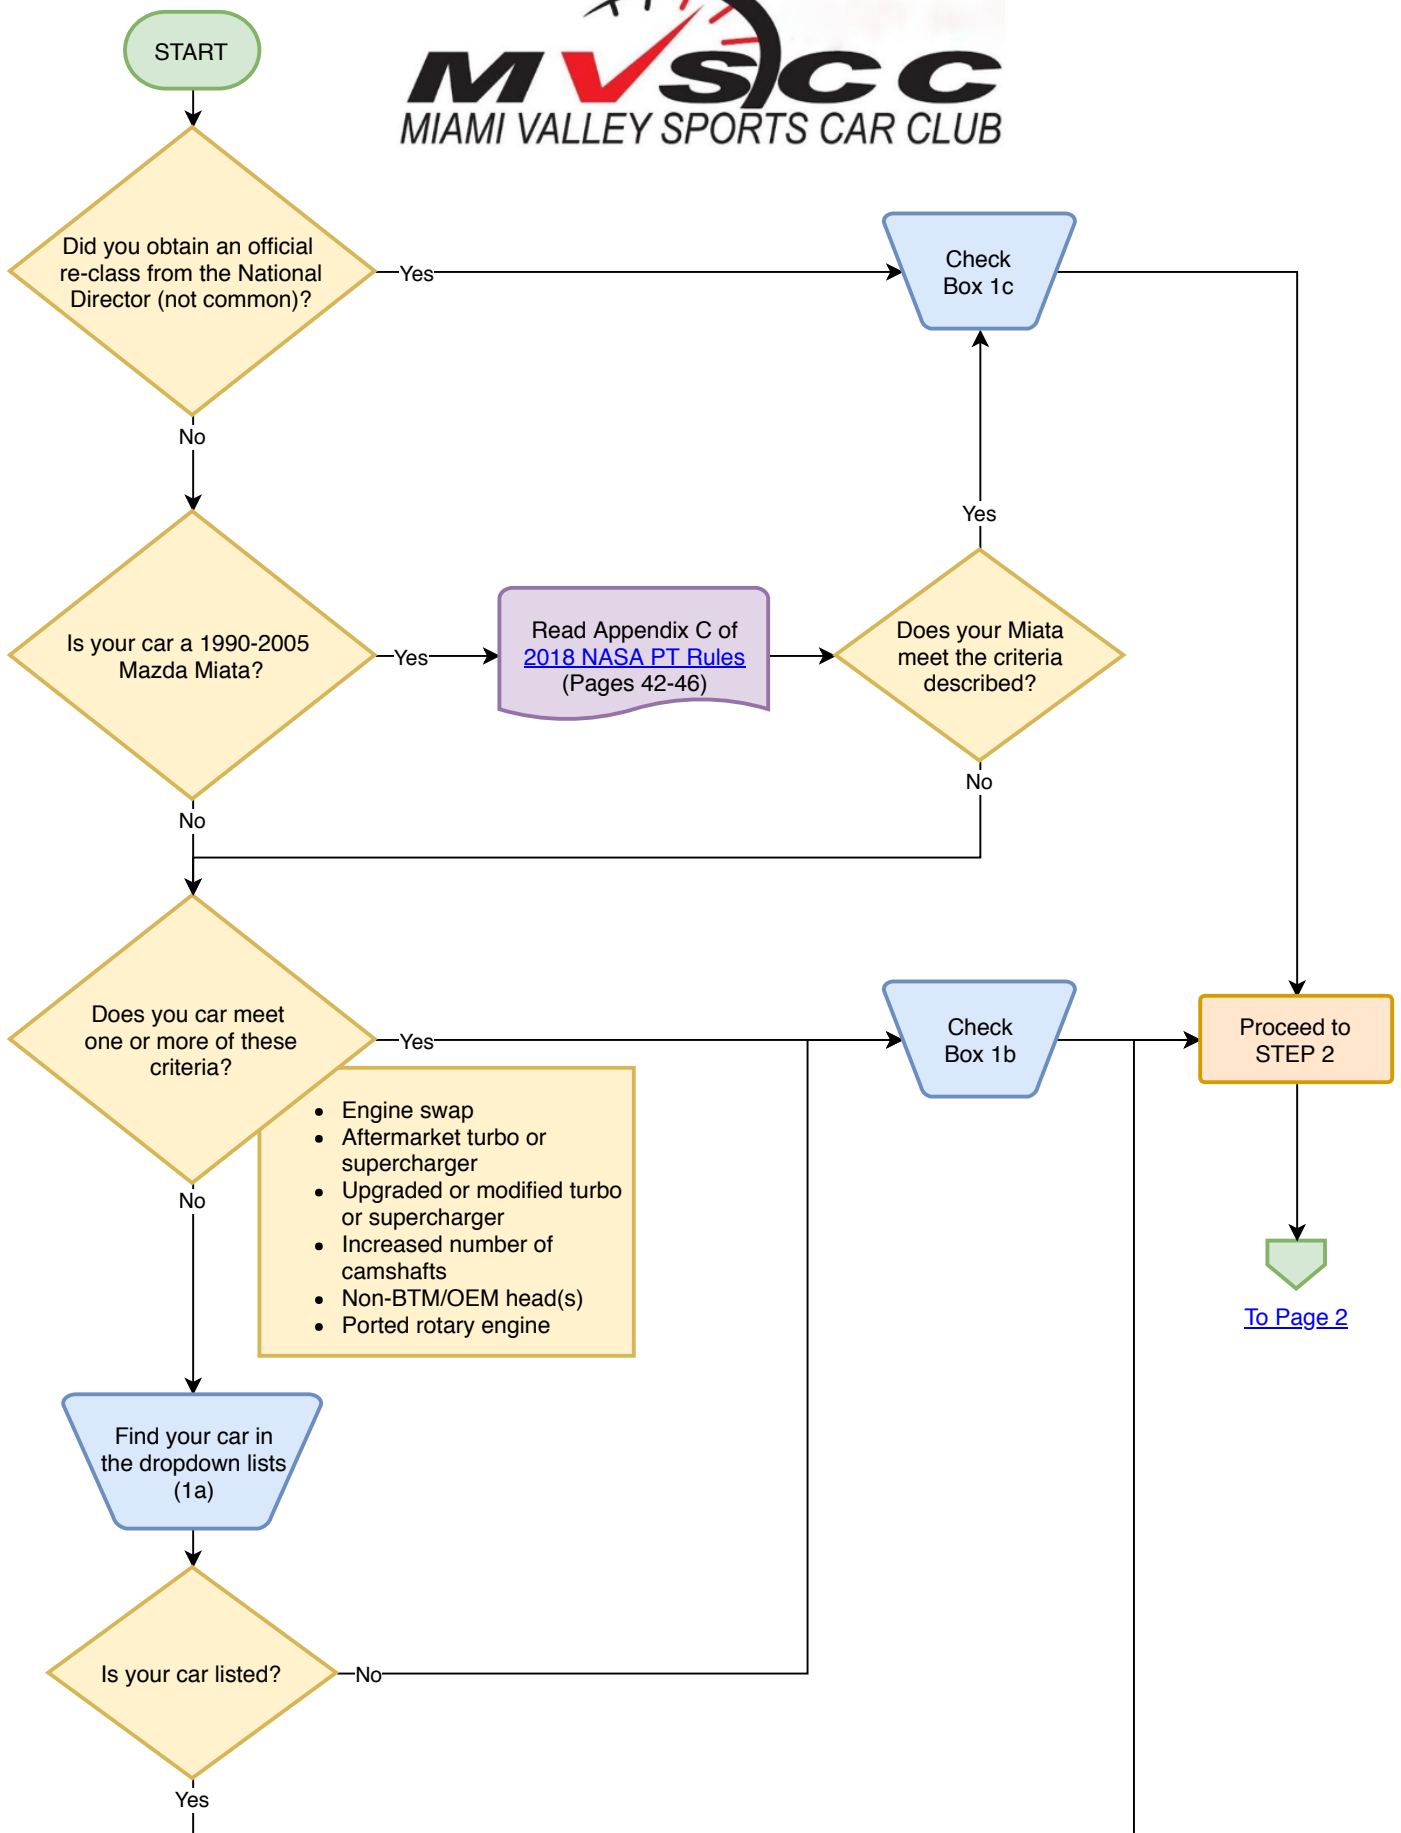 START
MVSCC
MIAMI VALLEY SPORTS CAR CLUB
Did you obtain an official
re-class from the National
Director (not common)?
Yes
Check
Box 1c
No
Yes
Is your car a 1990-2005
Mazda Miata?
Yes
Read Appendix C of
2018 NASA PT Rules
(Pages 42-46)
Does your Miata
meet the criteria
described?
No
No
Does you car meet
one or more of these
criteria?
Yes
Check
Box 1b
Proceed to
STEP 2
• Engine swap
• Aftermarket turbo or
supercharger
• Upgraded or modified turbo
or supercharger
• Increased number of
camshafts
• Non-BTM/OEM head(s)
• Ported rotary engine
No
To Page 2
Find your car in
the dropdown lists
(1a)
Is your car listed?
No
Yes